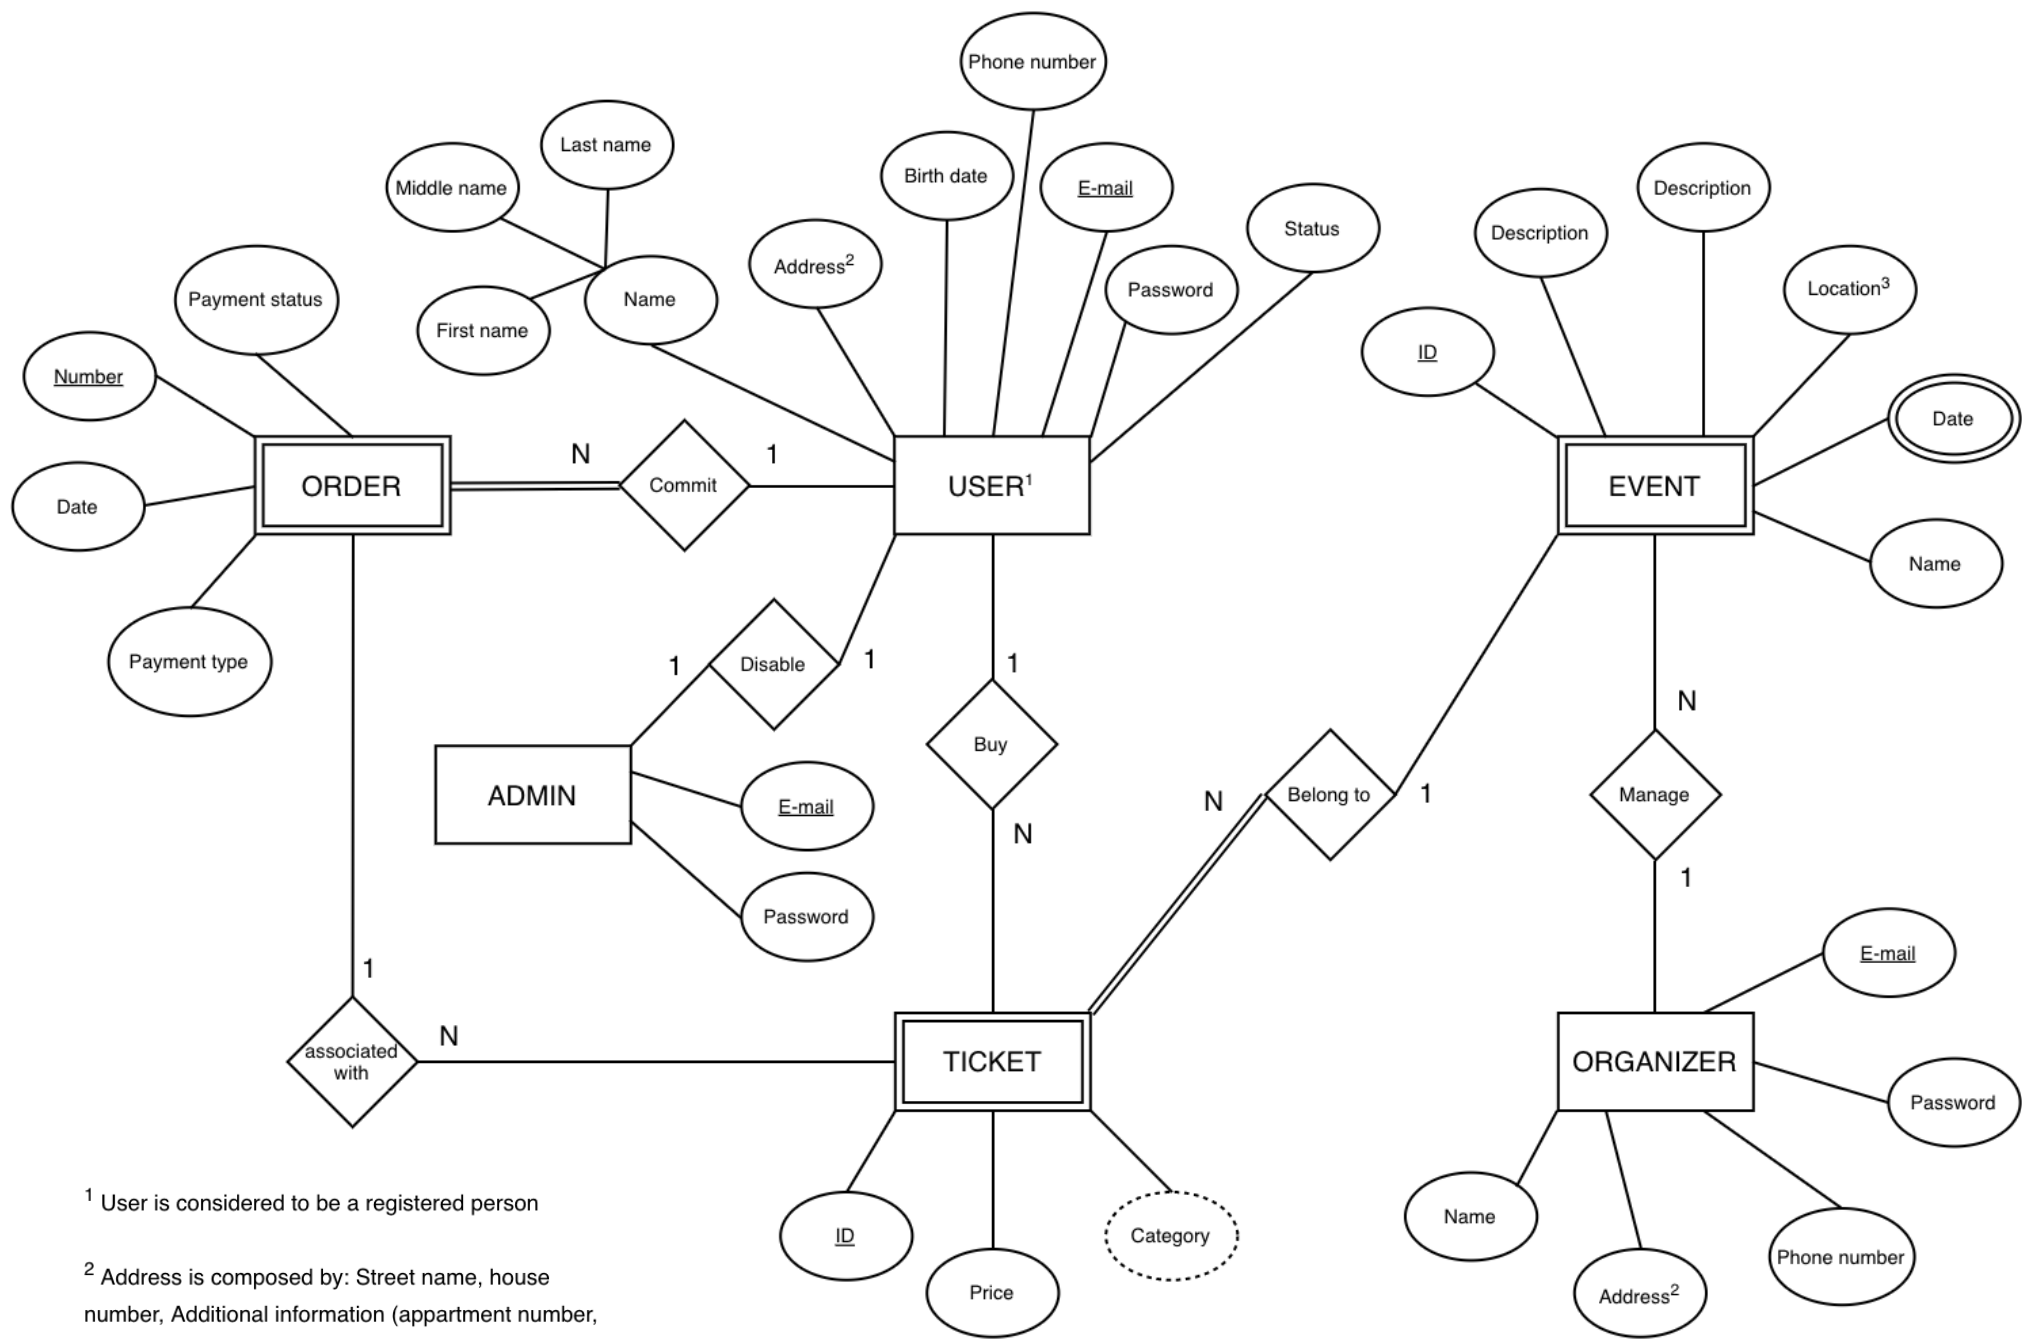 Phone number
Last name
Middle name
Birth date
E-mail
Description
Status
Description
Address2
Password
Location3
Payment status
First name
Name
ID
Number
Date
N
1
Commit
ORDER
USER1
EVENT
Date
Name
Payment type
1
Disable
1
1
N
Buy
Belong to
Manage
ADMIN
E-mail
N
1
N
1
Password
E-mail
1
N
associated
with
TICKET
ORGANIZER
Password
1 User is considered to be a registered person
ID
Category
Name
Phone number
2 Address is composed by: Street name, house
number, Additional information (appartment number,
Price
Address2